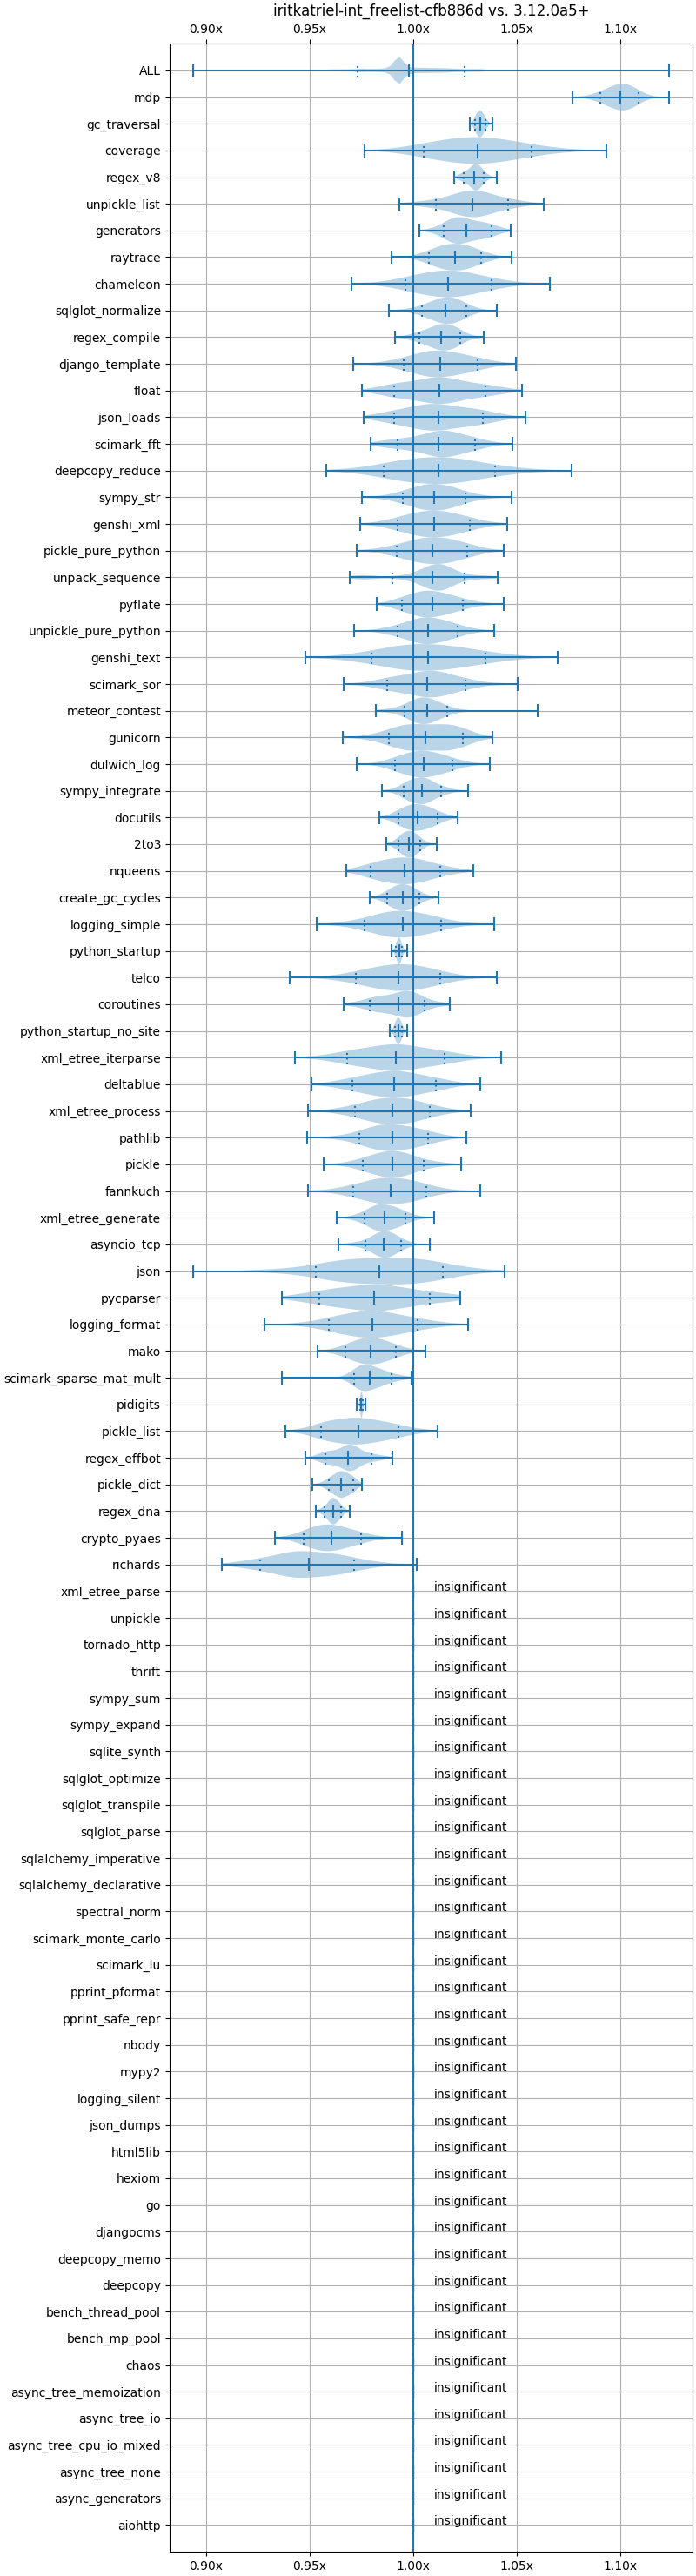 iritkatriel-int_freelist-cfb886d vs. 3.12.0a5+
0.90x 0.95x 1.00x 1.05x 1.10x
ALL
mdp
gc_traversal
coverage
regex_v8
unpickle_list
generators
raytrace
chameleon
sqlglot_normalize
regex_compile
django_template
float
json_loads
scimark_fft
deepcopy_reduce
sympy_str
genshi_xml
pickle_pure_python
unpack_sequence
pyflate
unpickle_pure_python
genshi_text
scimark_sor
meteor_contest
gunicorn
dulwich_log
sympy_integrate
docutils
2to3
nqueens
create_gc_cycles
logging_simple
python_startup
telco
coroutines
python_startup_no_site
xml_etree_iterparse
deltablue
xml_etree_process
pathlib
pickle
fannkuch
xml_etree_generate
asyncio_tcp
json
pycparser
logging_format
mako
scimark_sparse_mat_mult
pidigits
pickle_list
regex_effbot
pickle_dict
regex_dna
crypto_pyaes
richards
xml_etree_parse insignificant
unpickle insignificant
tornado_http insignificant
thrift insignificant
sympy_sum insignificant
sympy_expand insignificant
sqlite_synth insignificant
sqlglot_optimize insignificant
sqlglot_transpile insignificant
sqlglot_parse insignificant
sqlalchemy_imperative insignificant
sqlalchemy_declarative insignificant
spectral_norm insignificant
scimark_monte_carlo insignificant
scimark_lu insignificant
pprint_pformat insignificant
pprint_safe_repr insignificant
nbody insignificant
mypy2 insignificant
logging_silent insignificant
json_dumps insignificant
html5lib insignificant
hexiom insignificant
go insignificant
djangocms insignificant
deepcopy_memo insignificant
deepcopy insignificant
bench_thread_pool insignificant
bench_mp_pool insignificant
chaos insignificant
async_tree_memoization insignificant
async_tree_io insignificant
async_tree_cpu_io_mixed insignificant
async_tree_none insignificant
async_generators insignificant
aiohttp insignificant
0.90x 0.95x 1.00x 1.05x 1.10x